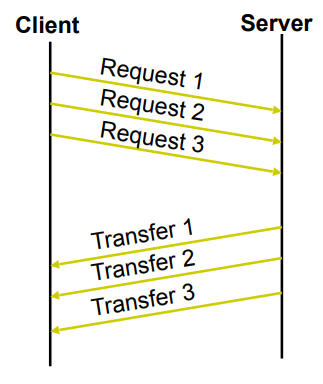 Client
Server
Request 1
Request 2
Request 3
Transfer 1
Transfer 2
Transfer 3